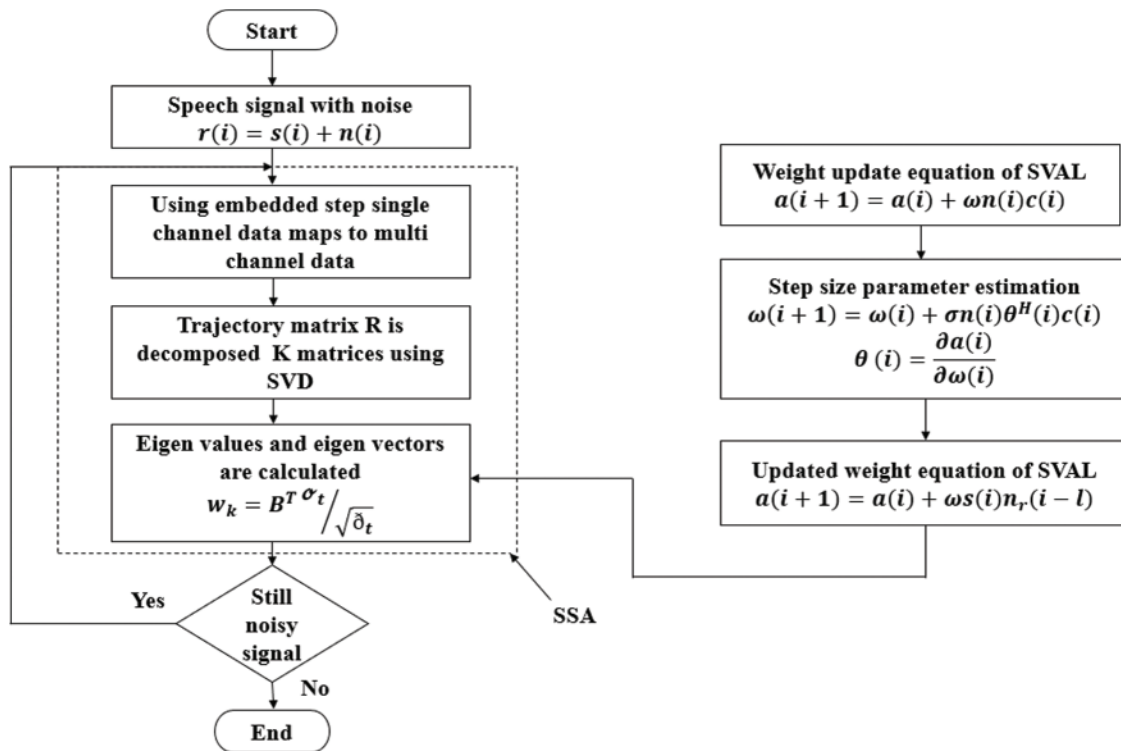 Start
Speech signal with noise
r(i) = s(i) + n(i)
Using embedded step single
channel data maps to multi
channel data
Trajectory matrix R is
decomposed K matrices using
SVD
Eigen values and eigen vectors
are calculated
w_k = B^T σ_t / √ð_t
Still
noisy
signal
Yes
No
End
SSA
Weight update equation of SVAL
a(i + 1) = a(i) + ωn(i)c(i)
Step size parameter estimation
ω(i + 1) = ω(i) + σn(i)θ^H(i)c(i)
θ (i) = ∂a(i) / ∂ω(i)
Updated weight equation of SVAL
a(i + 1) = a(i) + ωs(i)n_r(i − l)